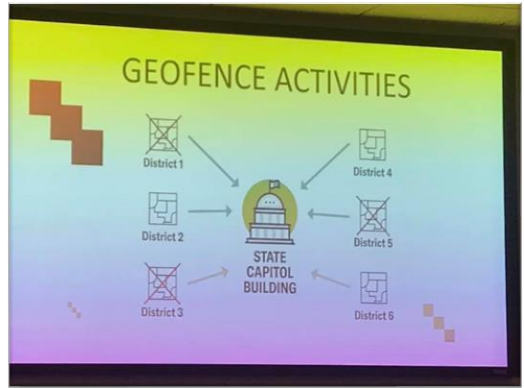 GEOFENCE ACTIVITIES
District 1
District 2
District 3
STATE
CAPITOL
BUILDING
District 4
District 5
District 6